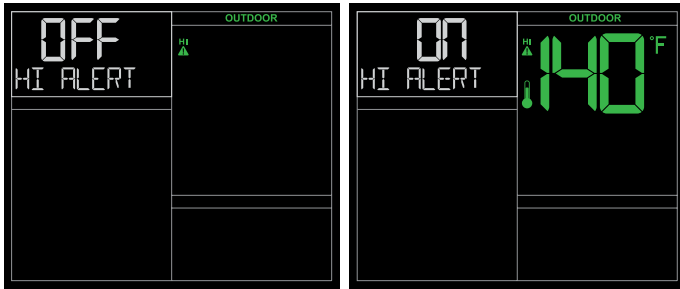 OFF
HI ALERT
OUTDOOR
HI
ON
HI ALERT
OUTDOOR
HI
140 °F